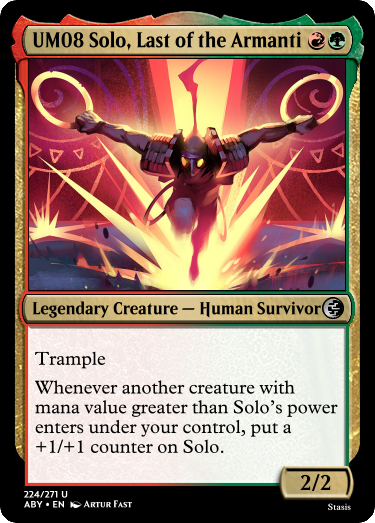 UM08 Solo, Last of the Armanti
Legendary Creature — Human Survivor
Trample
Whenever another creature with
mana value greater than Solo's power
enters under your control, put a
+1/+1 counter on Solo.
2/2
224/271 U
ABY • EN Artur Fast
Stasis